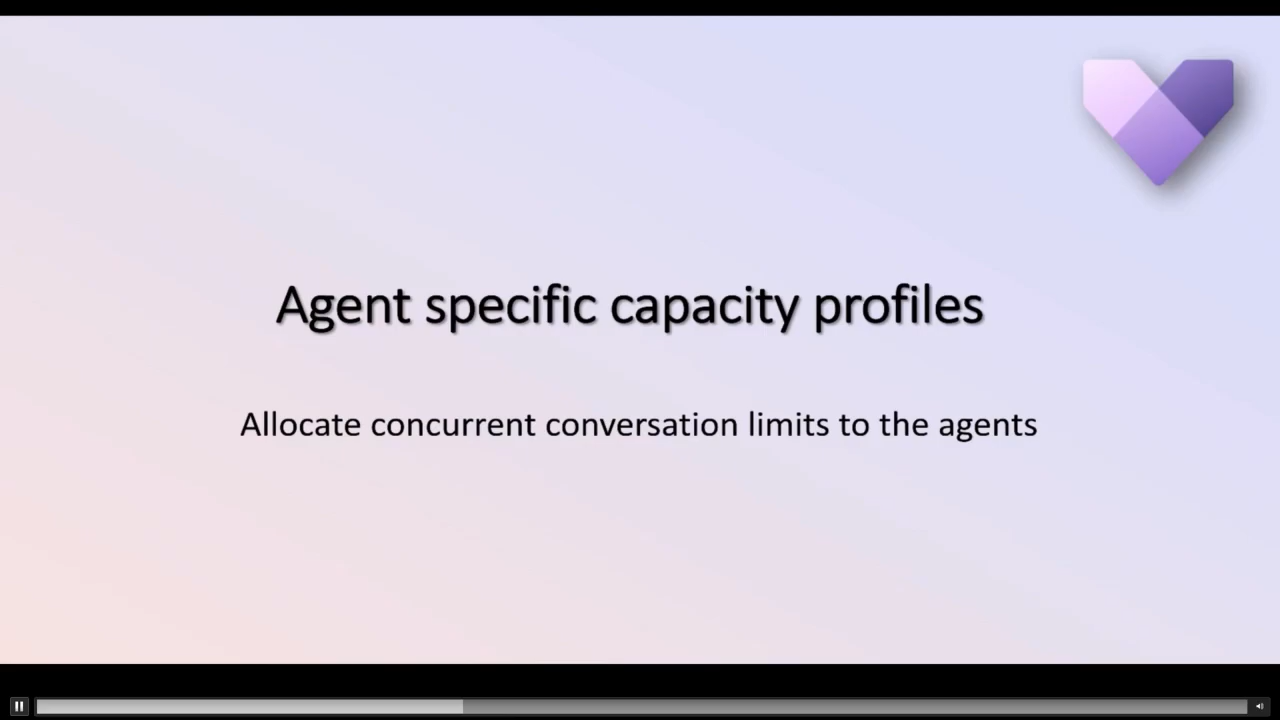 Agent specific capacity profiles
Allocate concurrent conversation limits to the agents